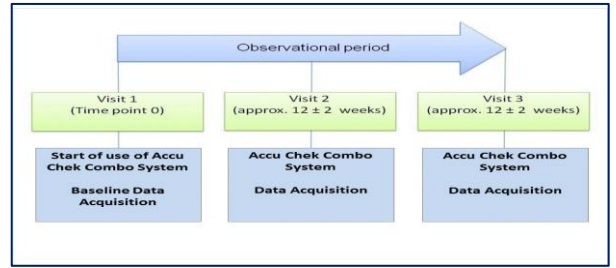 Observational period
Visit 1
(Time point 0)
Visit 2
(approx. 12 ± 2 weeks)
Visit 3
(approx. 12 ± 2 weeks)
Start of use of Accu
Chek Combo System
Baseline Data
Acquisition
Accu Chek Combo
System
Data Acquisition
Accu Chek Combo
System
Data Acquisition